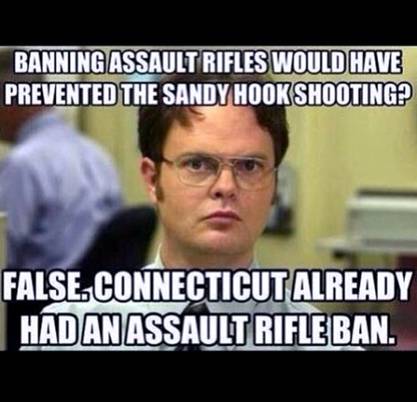 BANNING ASSAULT RIFLES WOULD HAVE
PREVENTED THE SANDY HOOK SHOOTING?
FALSE. CONNECTICUT ALREADY
HAD AN ASSAULT RIFLE BAN.